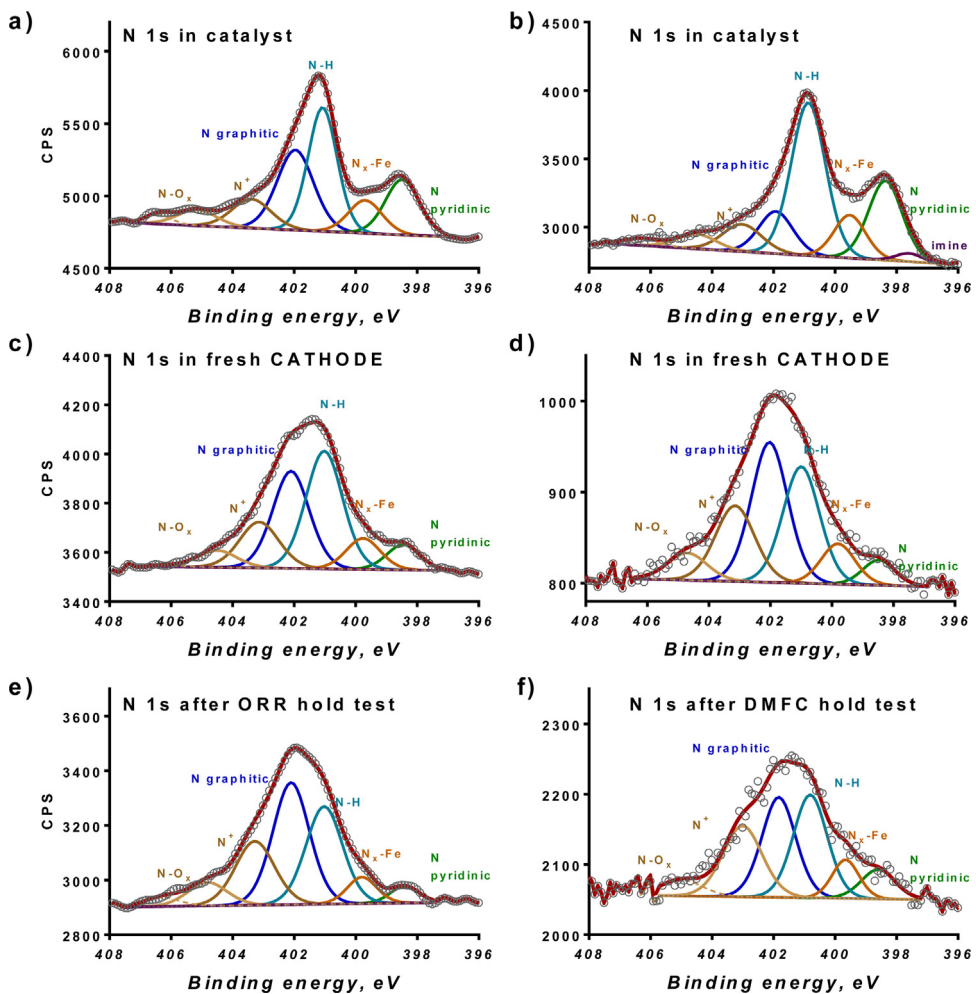 a)
N 1s in catalyst
6000
5500
5000
4500
CPS
N-H
N graphitic
Nx-Fe
N+
N-Ox
N
pyridinic
408 406 404 402 400 398 396
Binding energy, eV
b)
N 1s in catalyst
4500
4000
3500
3000
N-H
N graphitic
Nx-Fe
N+
N-Ox
N
pyridinic
imine
408 406 404 402 400 398 396
Binding energy, eV
c)
N 1s in fresh CATHODE
4400
4200
4000
3800
3600
3400
CPS
N-H
N graphitic
Nx-Fe
N+
N-Ox
N
pyridinic
408 406 404 402 400 398 396
Binding energy, eV
d)
N 1s in fresh CATHODE
1000
900
800
N graphitic
N-H
N+
Nx-Fe
N-Ox
N
pyridinic
408 406 404 402 400 398 396
Binding energy, eV
e)
N 1s after ORR hold test
3600
3400
3200
3000
2800
CPS
N graphitic
N-H
N+
Nx-Fe
N-Ox
N
pyridinic
408 406 404 402 400 398 396
Binding energy, eV
f)
N 1s after DMFC hold test
2300
2200
2100
2000
N graphitic
N-H
N+
Nx-Fe
N-Ox
N
pyridinic
408 406 404 402 400 398 396
Binding energy, eV